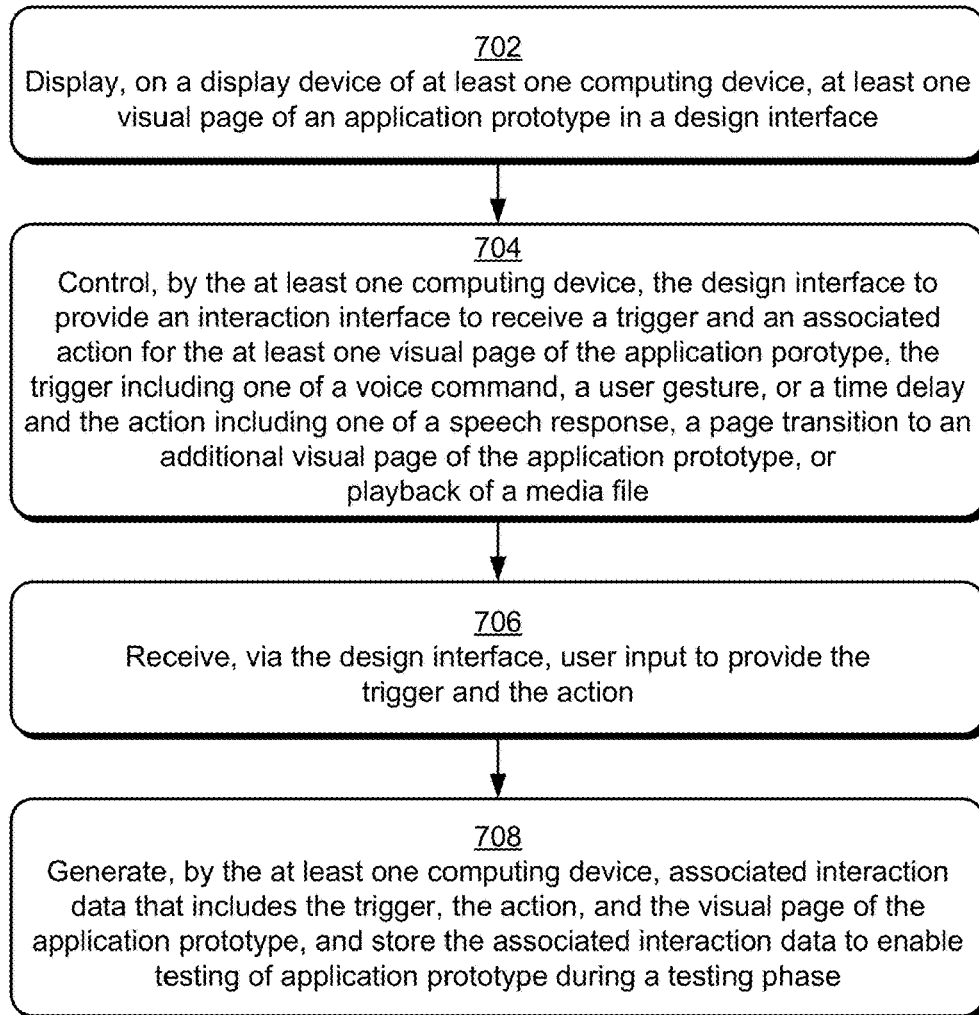 702
Display, on a display device of at least one computing device, at least one
visual page of an application prototype in a design interface
704
Control, by the at least one computing device, the design interface to
provide an interaction interface to receive a trigger and an associated
action for the at least one visual page of the application porotype, the
trigger including one of a voice command, a user gesture, or a time delay
and the action including one of a speech response, a page transition to an
additional visual page of the application prototype, or
playback of a media file
706
Receive, via the design interface, user input to provide the
trigger and the action
708
Generate, by the at least one computing device, associated interaction
data that includes the trigger, the action, and the visual page of the
application prototype, and store the associated interaction data to enable
testing of application prototype during a testing phase